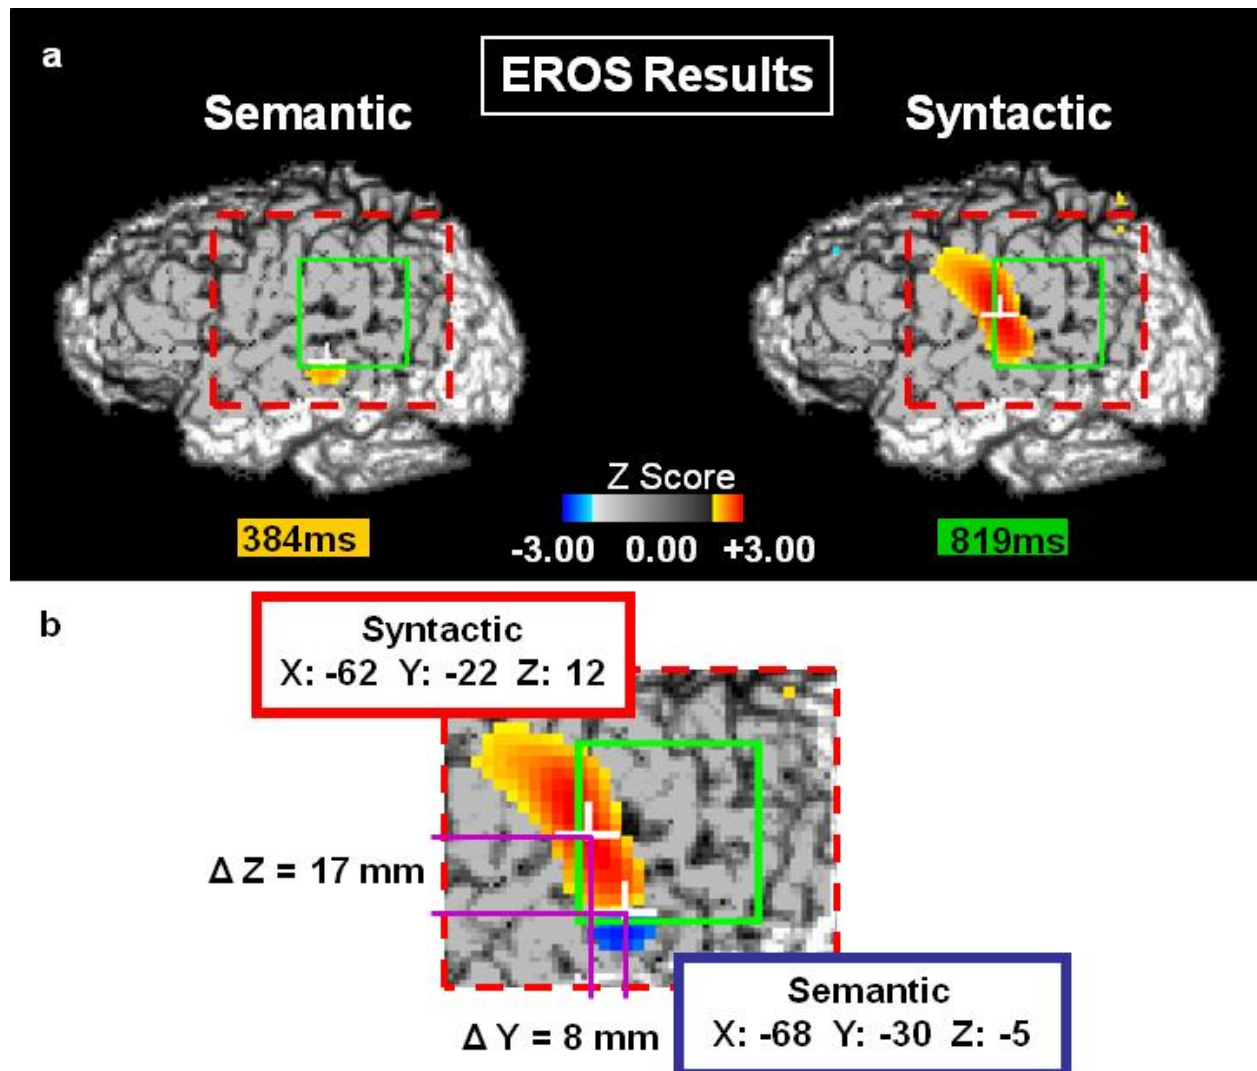 a
EROS Results
Semantic
Syntactic
Z Score
-3.00 0.00 +3.00
384ms
819ms
b
Syntactic
X: -62 Y: -22 Z: 12
Δ Z = 17 mm
Semantic
X: -68 Y: -30 Z: -5
Δ Y = 8 mm